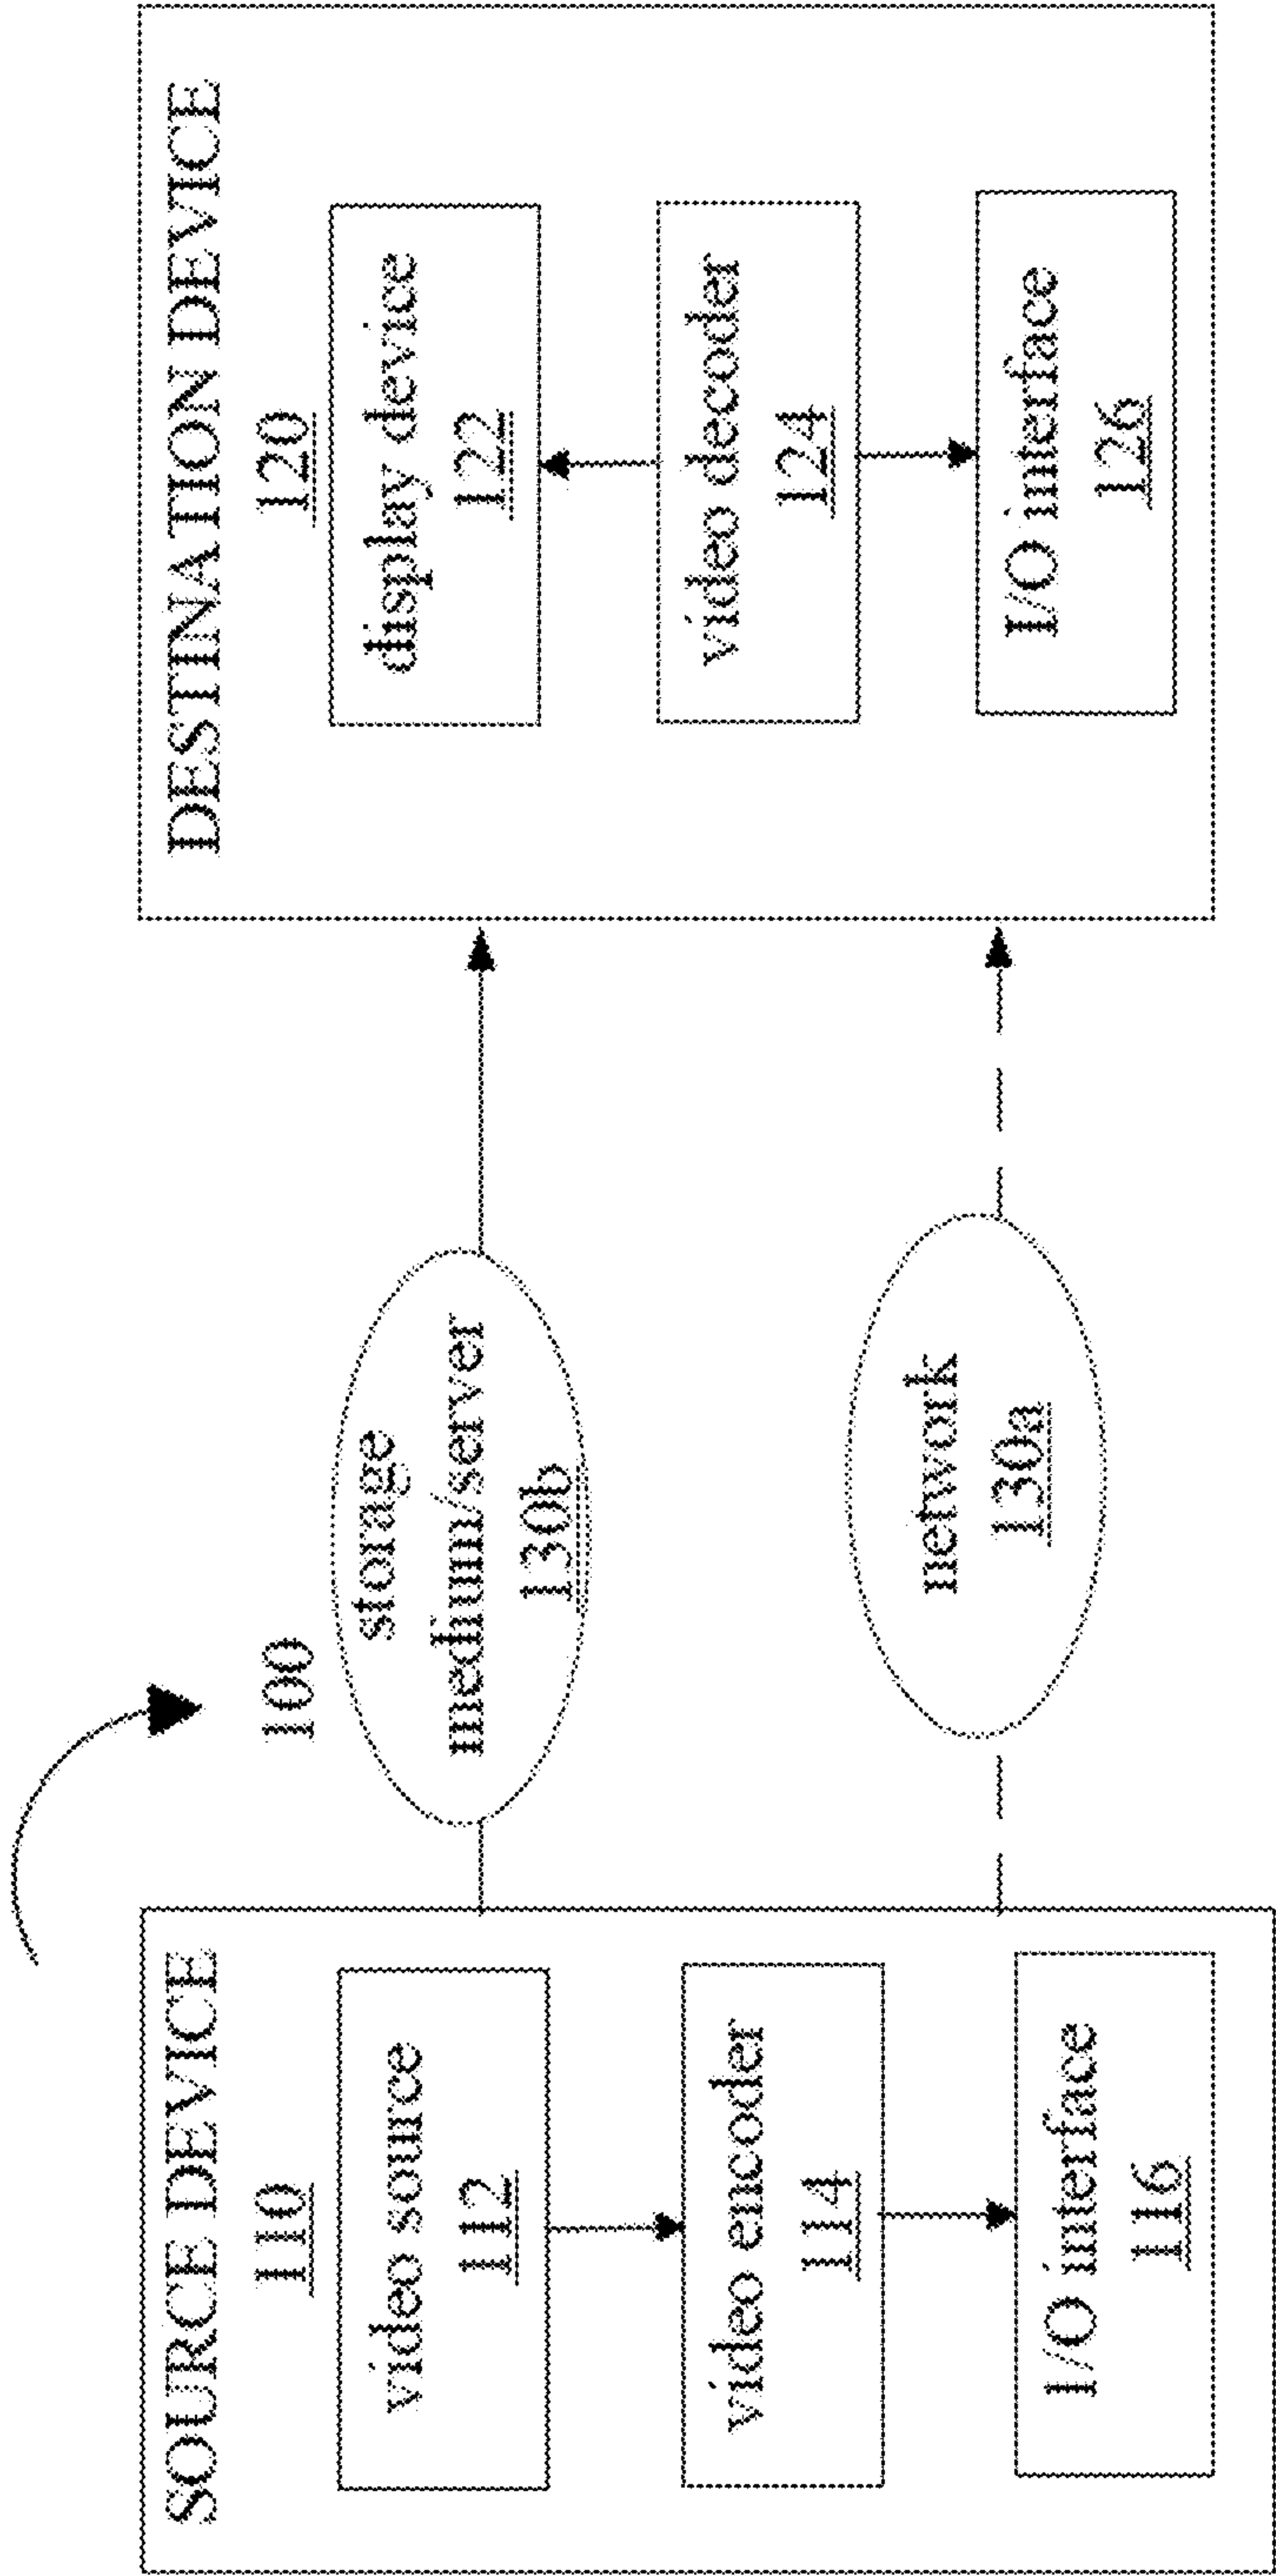 100
SOURCE DEVICE
110
video source
112
video encoder
114
I/O interface
116
storage
medium/server
130b
network
130a
DESTINATION DEVICE
120
display device
122
video decoder
124
I/O interface
126